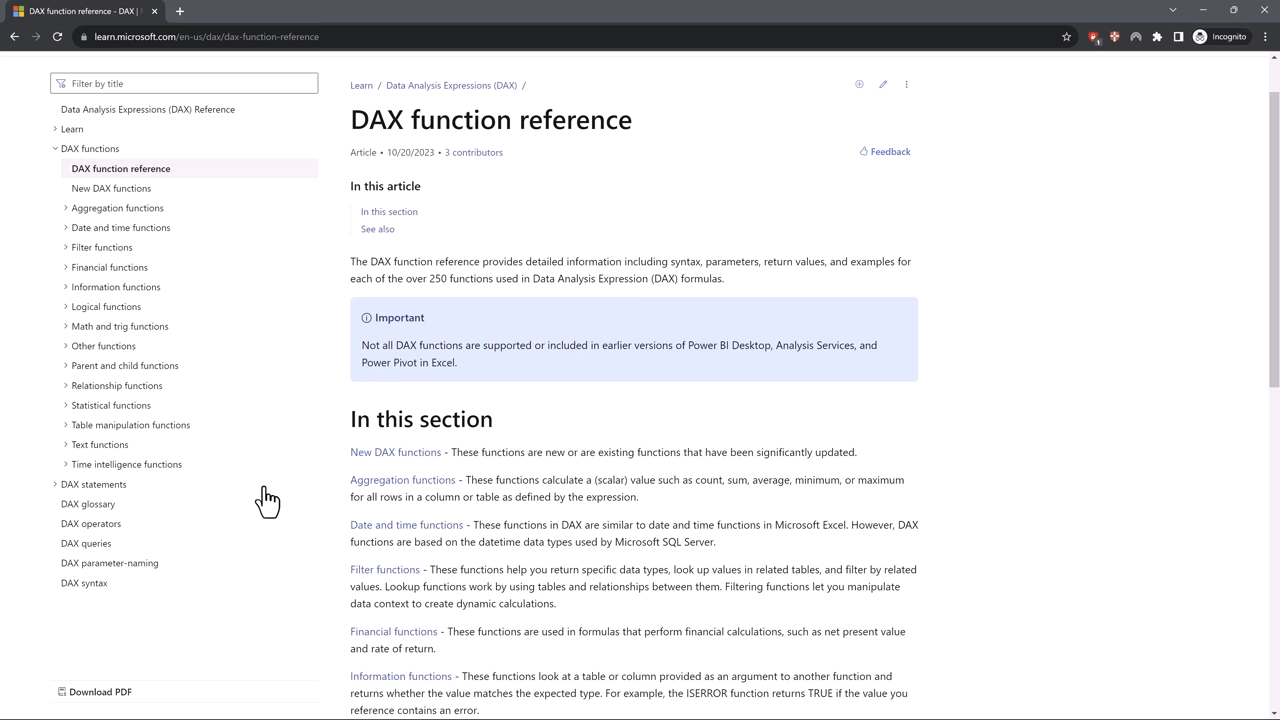 DAX function reference - DAX |
learn.microsoft.com/en-us/dax/dax-function-reference
1
Incognito
Filter by title
Data Analysis Expressions (DAX) Reference
Learn
DAX functions
DAX function reference
New DAX functions
Aggregation functions
Date and time functions
Filter functions
Financial functions
Information functions
Logical functions
Math and trig functions
Other functions
Parent and child functions
Relationship functions
Statistical functions
Table manipulation functions
Text functions
Time intelligence functions
DAX statements
DAX glossary
DAX operators
DAX queries
DAX parameter-naming
DAX syntax
Download PDF
Learn / Data Analysis Expressions (DAX) /
DAX function reference
Article • 10/20/2023 • 3 contributors
Feedback
In this article
In this section
See also
The DAX function reference provides detailed information including syntax, parameters, return values, and examples for
each of the over 250 functions used in Data Analysis Expression (DAX) formulas.
Important
Not all DAX functions are supported or included in earlier versions of Power BI Desktop, Analysis Services, and
Power Pivot in Excel.
In this section
New DAX functions - These functions are new or are existing functions that have been significantly updated.
Aggregation functions - These functions calculate a (scalar) value such as count, sum, average, minimum, or maximum
for all rows in a column or table as defined by the expression.
Date and time functions - These functions in DAX are similar to date and time functions in Microsoft Excel. However, DAX
functions are based on the datetime data types used by Microsoft SQL Server.
Filter functions - These functions help you return specific data types, look up values in related tables, and filter by related
values. Lookup functions work by using tables and relationships between them. Filtering functions let you manipulate
data context to create dynamic calculations.
Financial functions - These functions are used in formulas that perform financial calculations, such as net present value
and rate of return.
Information functions - These functions look at a table or column provided as an argument to another function and
returns whether the value matches the expected type. For example, the ISERROR function returns TRUE if the value you
reference contains an error.